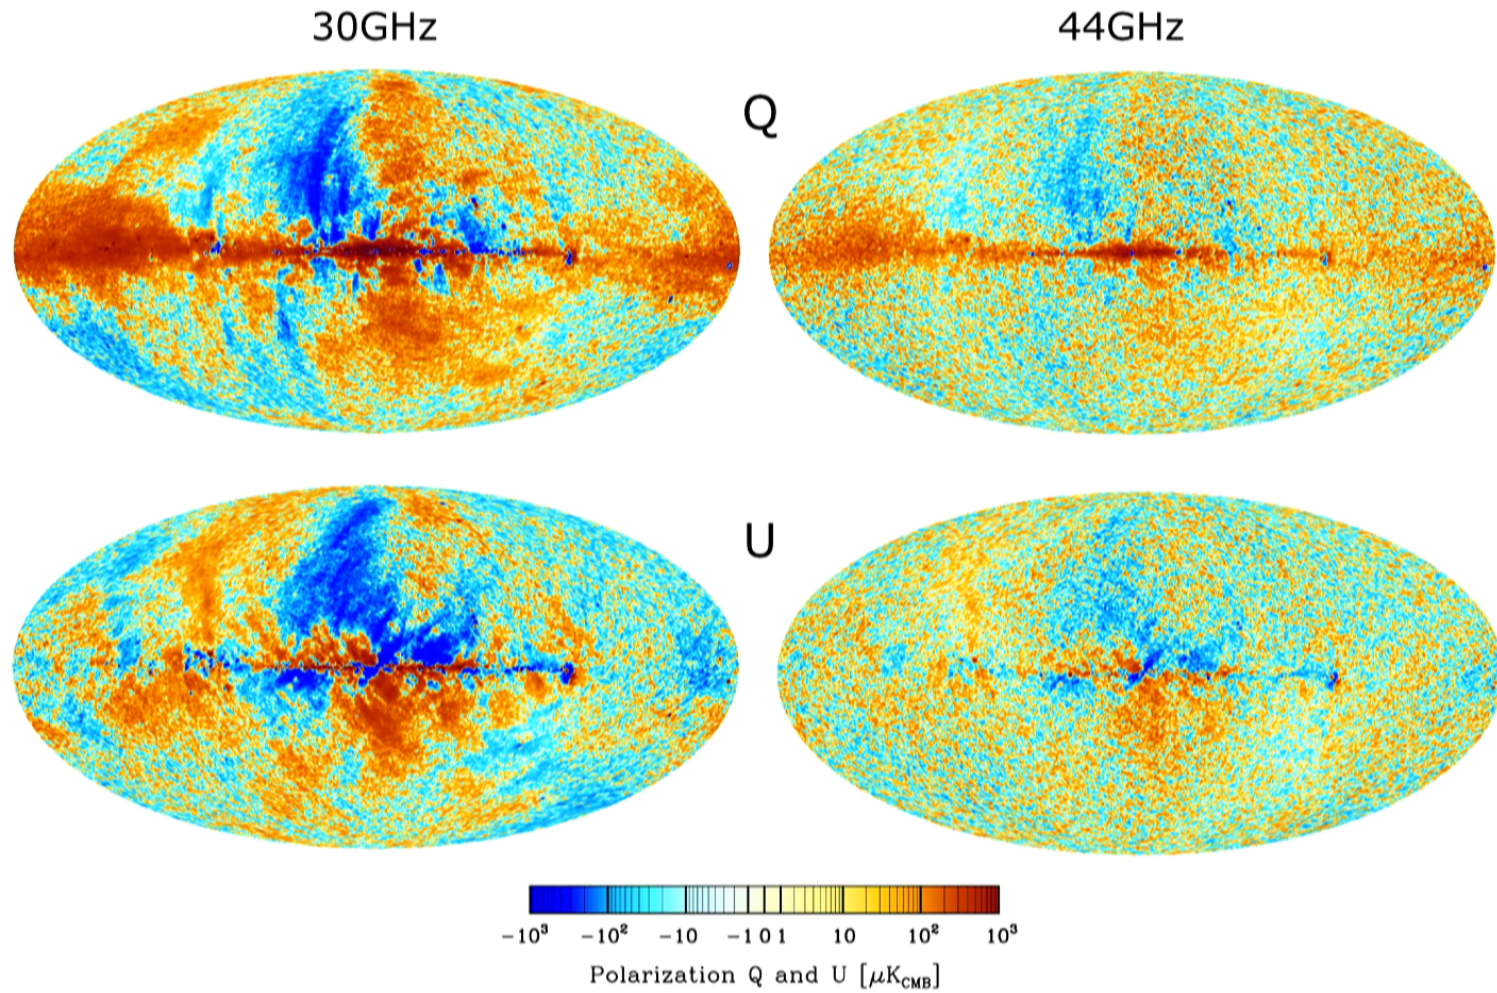 30GHz 44GHz
Q
U
−10³ −10² −10 −1 0 1 10 10² 10³
Polarization Q and U [μK_CMB]